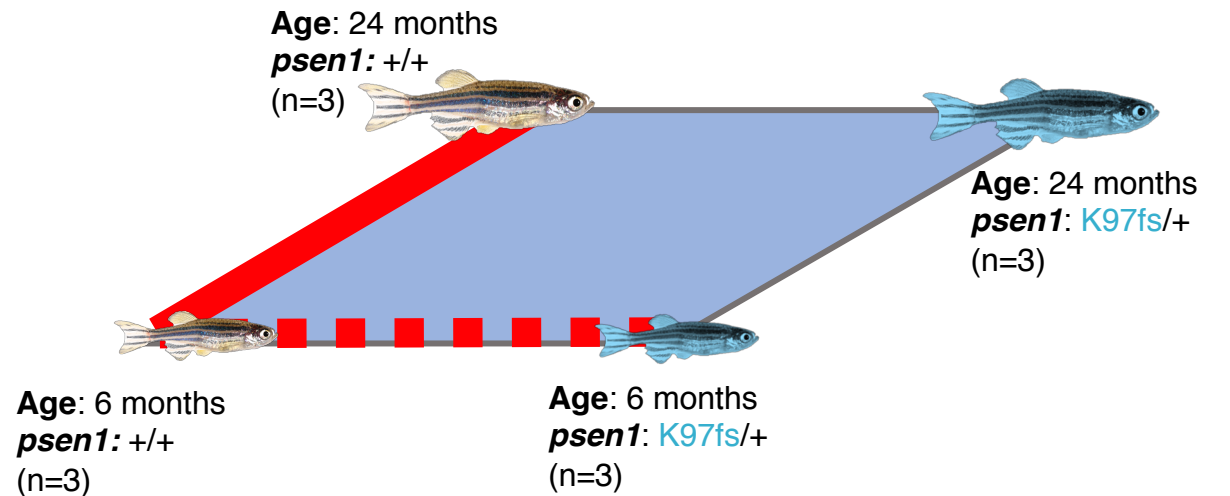 Age: 24 months
psen1: +/+
(n=3)
Age: 24 months
psen1: K97fs/+
(n=3)
Age: 6 months
psen1: +/+
(n=3)
Age: 6 months
psen1: K97fs/+
(n=3)